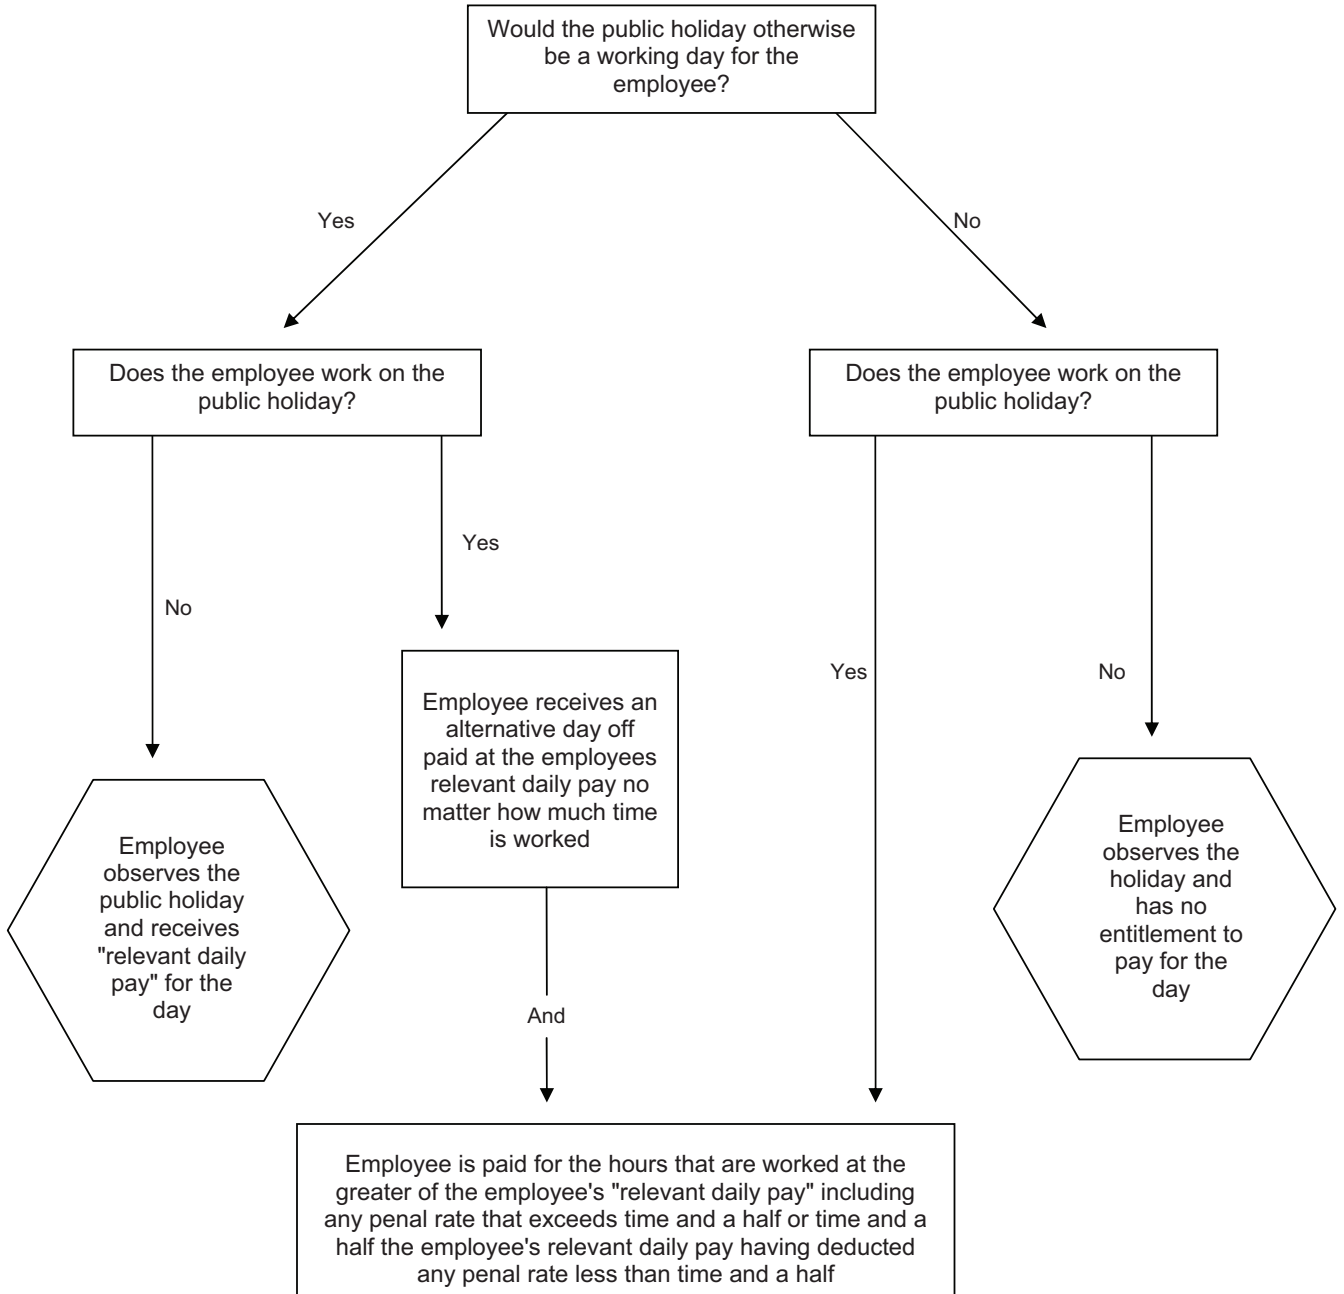 Would the public holiday otherwise
be a working day for the
employee?
Yes
No
Does the employee work on the
public holiday?
Does the employee work on the
public holiday?
Yes
No
Yes
No
Employee receives an
alternative day off
paid at the employees
relevant daily pay no
matter how much time
is worked
Employee
observes the
public holiday
and receives
"relevant daily
pay" for the
day
Employee
observes the
holiday and
has no
entitlement to
pay for the
day
And
Employee is paid for the hours that are worked at the
greater of the employee's "relevant daily pay" including
any penal rate that exceeds time and a half or time and a
half the employee's relevant daily pay having deducted
any penal rate less than time and a half